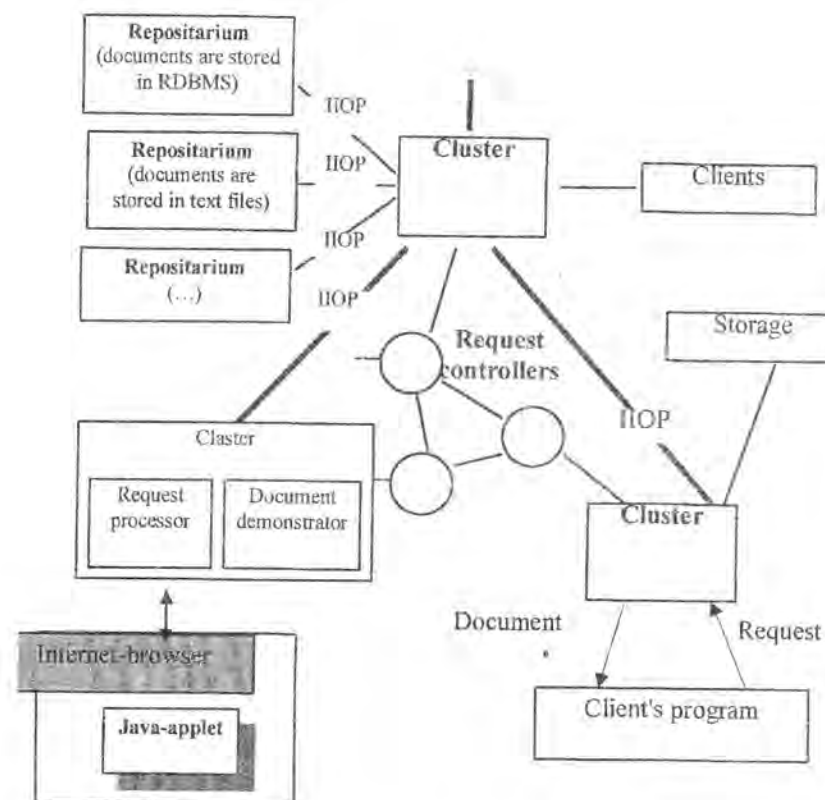 Repositarium
(documents are stored
in RDBMS)
IIOP
Repositarium
(documents are
stored in text files)
IIOP
IIOP
Repositarium
(...)
IIOP
Cluster
Clients
Storage
Request
controllers
IIOP
Claster
Request
processor
Document
demonstrator
Cluster
Document
Request
Internet-browser
Java-applet
Client's program